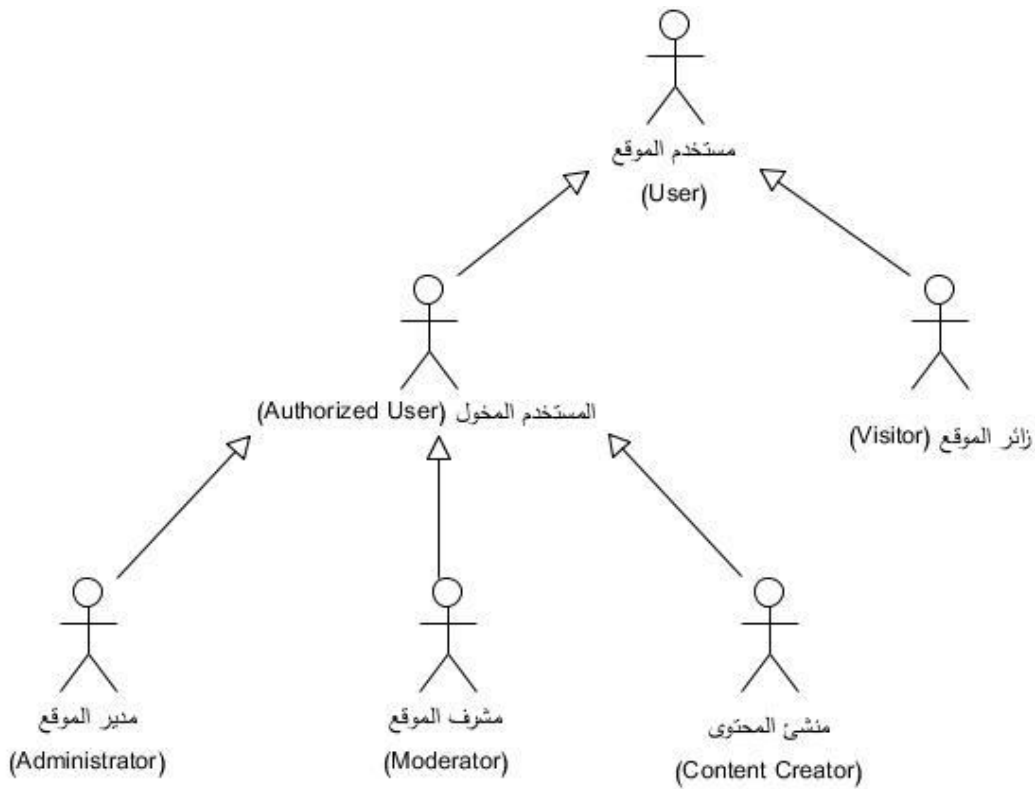 مستخدم الموقع
(User)
المستخدم المخول (Authorized User)
زائر الموقع (Visitor)
مدير الموقع
(Administrator)
مشرف الموقع
(Moderator)
منشئ المحتوى
(Content Creator)